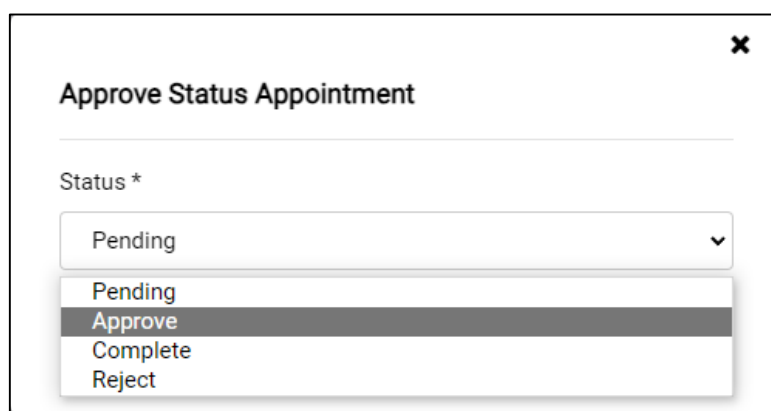 Approve Status Appointment
Status *
Pending
Pending
Approve
Complete
Reject